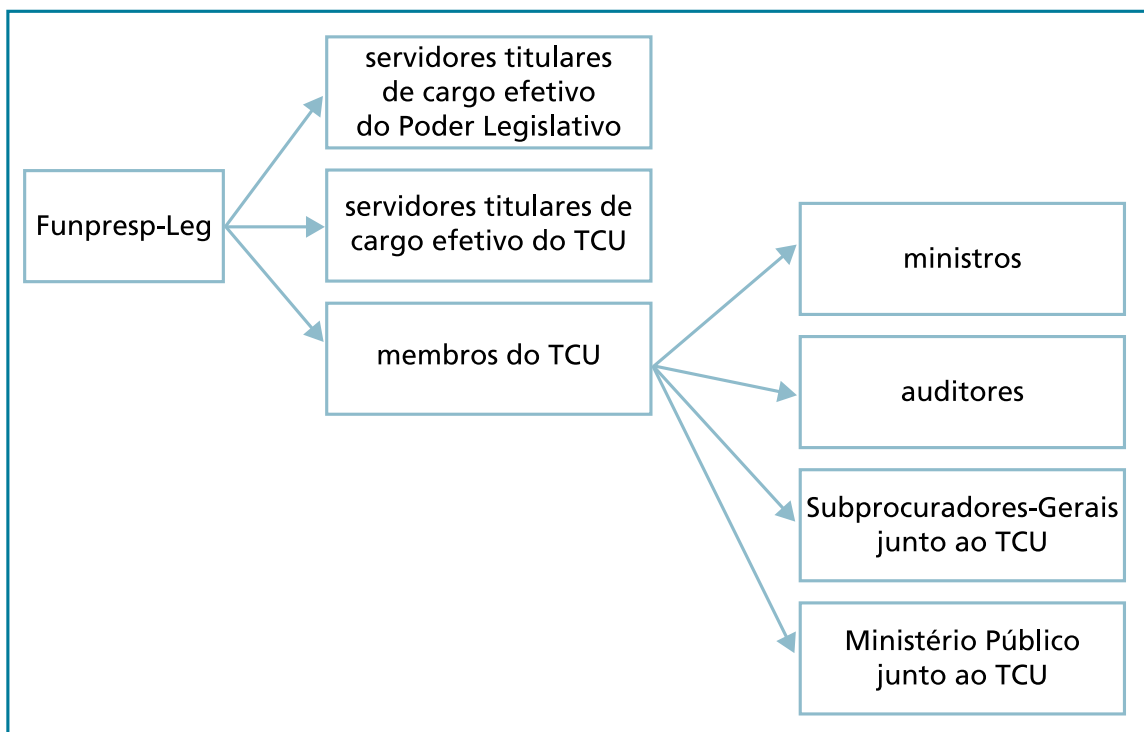 servidores titulares
de cargo efetivo
do Poder Legislativo
Funpresp-Leg
servidores titulares de
cargo efetivo do TCU
membros do TCU
ministros
auditores
Subprocuradores-Gerais
junto ao TCU
Ministério Público
junto ao TCU